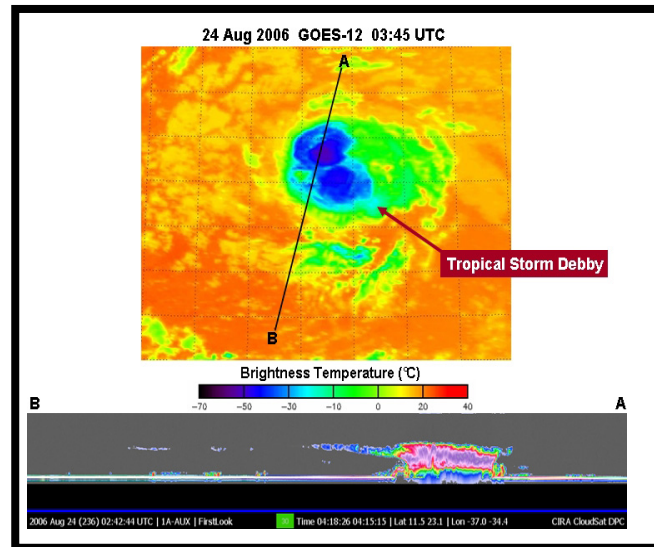 24 Aug 2006 GOES-12 03:45 UTC
A
Tropical Storm Debby
B
Brightness Temperature (°C)
-70 -50 -30 -10 0 20 40
B A
2006 Aug 24 (236) 02:42:44 UTC | 1A-AUX | FirstLook 30 Time 04:18:26 04:15:15 | Lat 11.5 23.1 | Lon -37.0 -34.4 CIRA CloudSat DPC